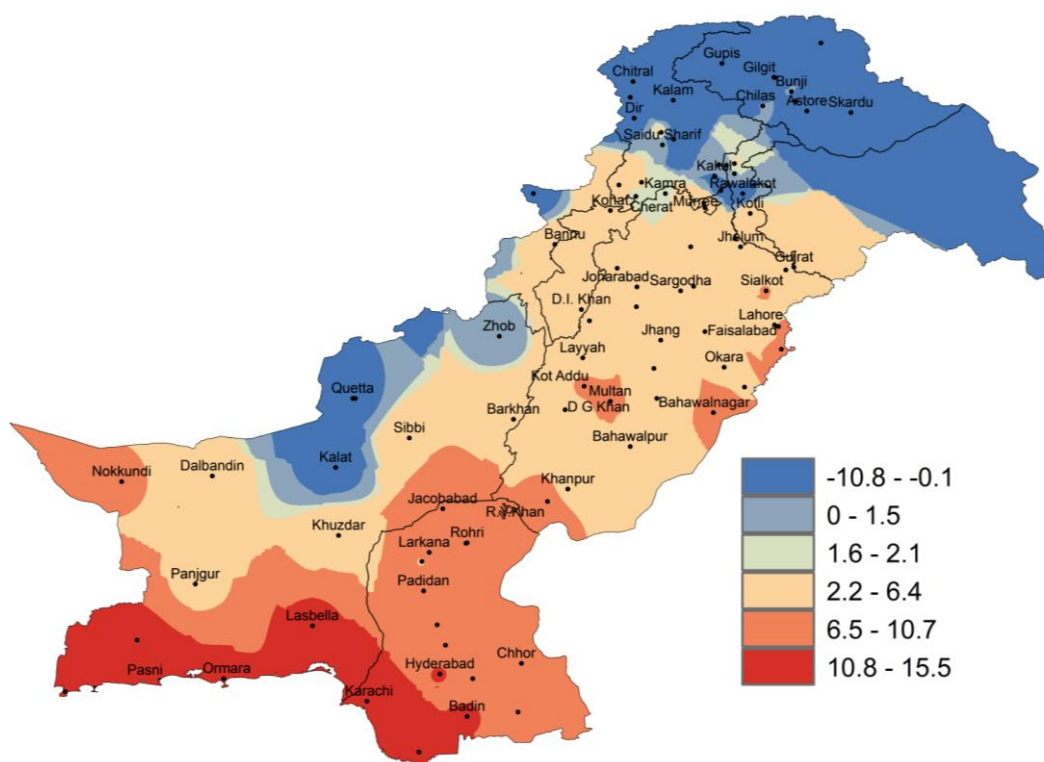 Gupis
Chitral
Gilgit
Bunji
Kalam
Chilas
Astore
Skardu
Dir
Saidu Sharif
Kakul
Kamra
Rawalakot
Kohat
Cherat
Murree
Kotli
Bannu
Jhelum
Gujrat
Joharabad
Sargodha
Sialkot
D.I. Khan
Zhob
Lahore
Jhang
Faisalabad
Layyah
Okara
Kot Addu
Quetta
Multan
Barkhan
D G Khan
Bahawalnagar
Sibbi
Bahawalpur
Nokkundi
Dalbandin
Kalat
Khanpur
Jacobabad
R.Y.Khan
Khuzdar
Rohri
Larkana
Panjgur
Padidan
Lasbella
Pasni
Ormara
Hyderabad
Chhor
Karachi
Badin
-10.8 - -0.1
0 - 1.5
1.6 - 2.1
2.2 - 6.4
6.5 - 10.7
10.8 - 15.5